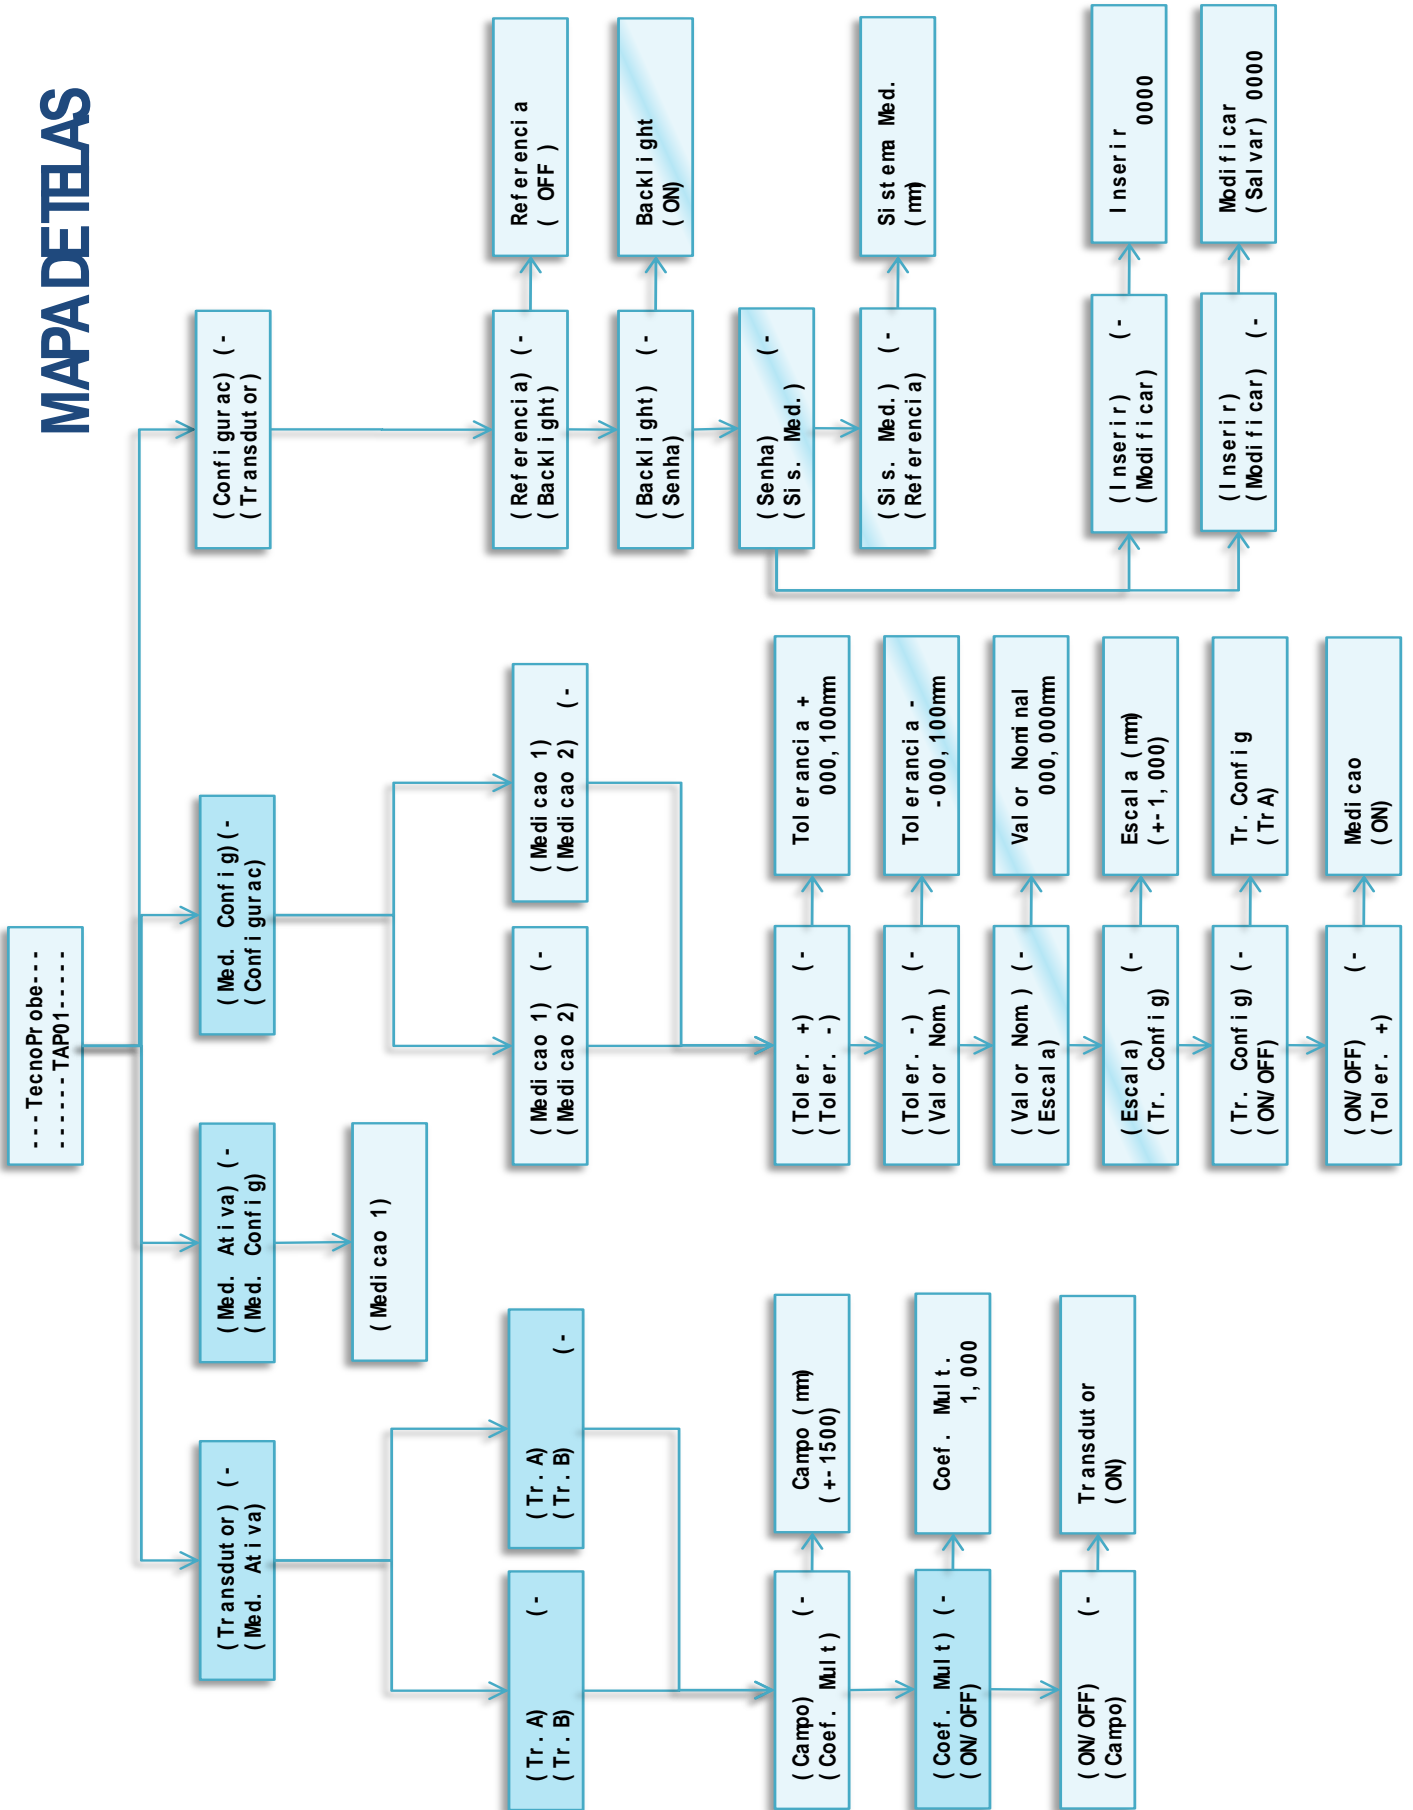 MAPA DE TELAS
---TecnoProbe---
------TAP01-----
(Transdutor) (-
(Med. Ativa)
(Med. Ativa) (-
(Med. Config)
(Med. Config)(-
(Configurac)
(Configurac) (-
(Transdutor)
(Medicao 1)
(Tr.A) (-
(Tr.B)
(Tr.A)
(Tr.B) (-
(Campo) (-
(Coef. Mult)
Campo (mm)
(+-1500)
(Coef. Mult) (-
(ON/OFF)
Coef. Mult.
1,000
(ON/OFF) (-
(Campo)
Transdutor
(ON)
(Medicao 1) (-
(Medicao 2)
(Medicao 1)
(Medicao 2) (-
(Toler. +) (-
(Toler. -)
Tolerancia +
000,100mm
(Toler. -) (-
(Valor Nom.)
Tolerancia -
-000,100mm
(Valor Nom.) (-
(Escala)
Valor Nominal
000,000mm
(Escala) (-
(Tr. Config)
Escala (mm)
(+-1,000)
(Tr. Config) (-
(ON/OFF)
Tr.Config
(TrA)
(ON/OFF) (-
(Toler. +)
Medicao
(ON)
(Referencia) (-
(Backlight)
Referencia
( OFF )
(Backlight) (-
(Senha)
Backlight
(ON)
(Senha) (-
(Sis. Med.)
(Sis. Med.) (-
(Referencia)
Sistema Med.
(mm)
(Inserir) (-
(Modificar)
Inserir
0000
(Inserir)
(Modificar) (-
Modificar
(Salvar) 0000